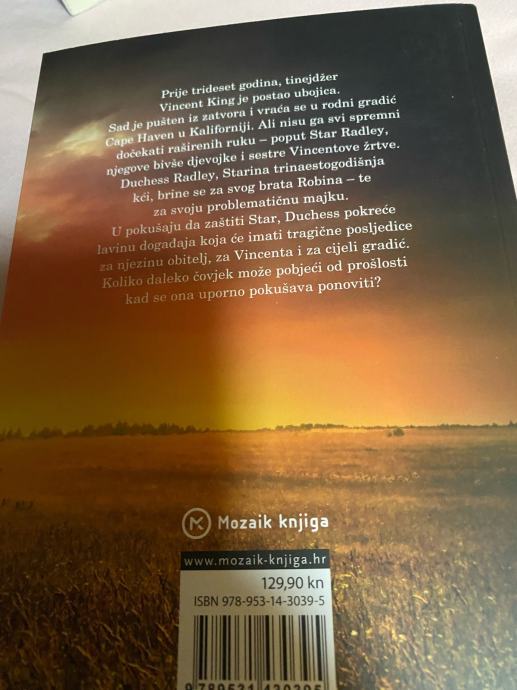 Prije trideset godina, tinejdžer
Vincent King je postao ubojica.
Sad je pušten iz zatvora i vraća se u rodni gradić
Cape Haven u Kaliforniji. Ali nisu ga svi spremni
dočekati raširenih ruku – poput Star Radley,
njegove bivše djevojke i sestre Vincentove žrtve.
Duchess Radley, Starina trinaestogodišnja
kći, brine se za svog brata Robina – te
za svoju problematičnu majku.
U pokušaju da zaštiti Star, Duchess pokreće
lavinu događaja koja će imati tragične posljedice
za njezinu obitelj, za Vincenta i za cijeli gradić.
Koliko daleko čovjek može pobjeći od prošlosti
kad se ona uporno pokušava ponoviti?
Mozaik knjiga
www.mozaik-knjiga.hr
129,90 kn
ISBN 978-953-14-3039-5
9 789531 430395